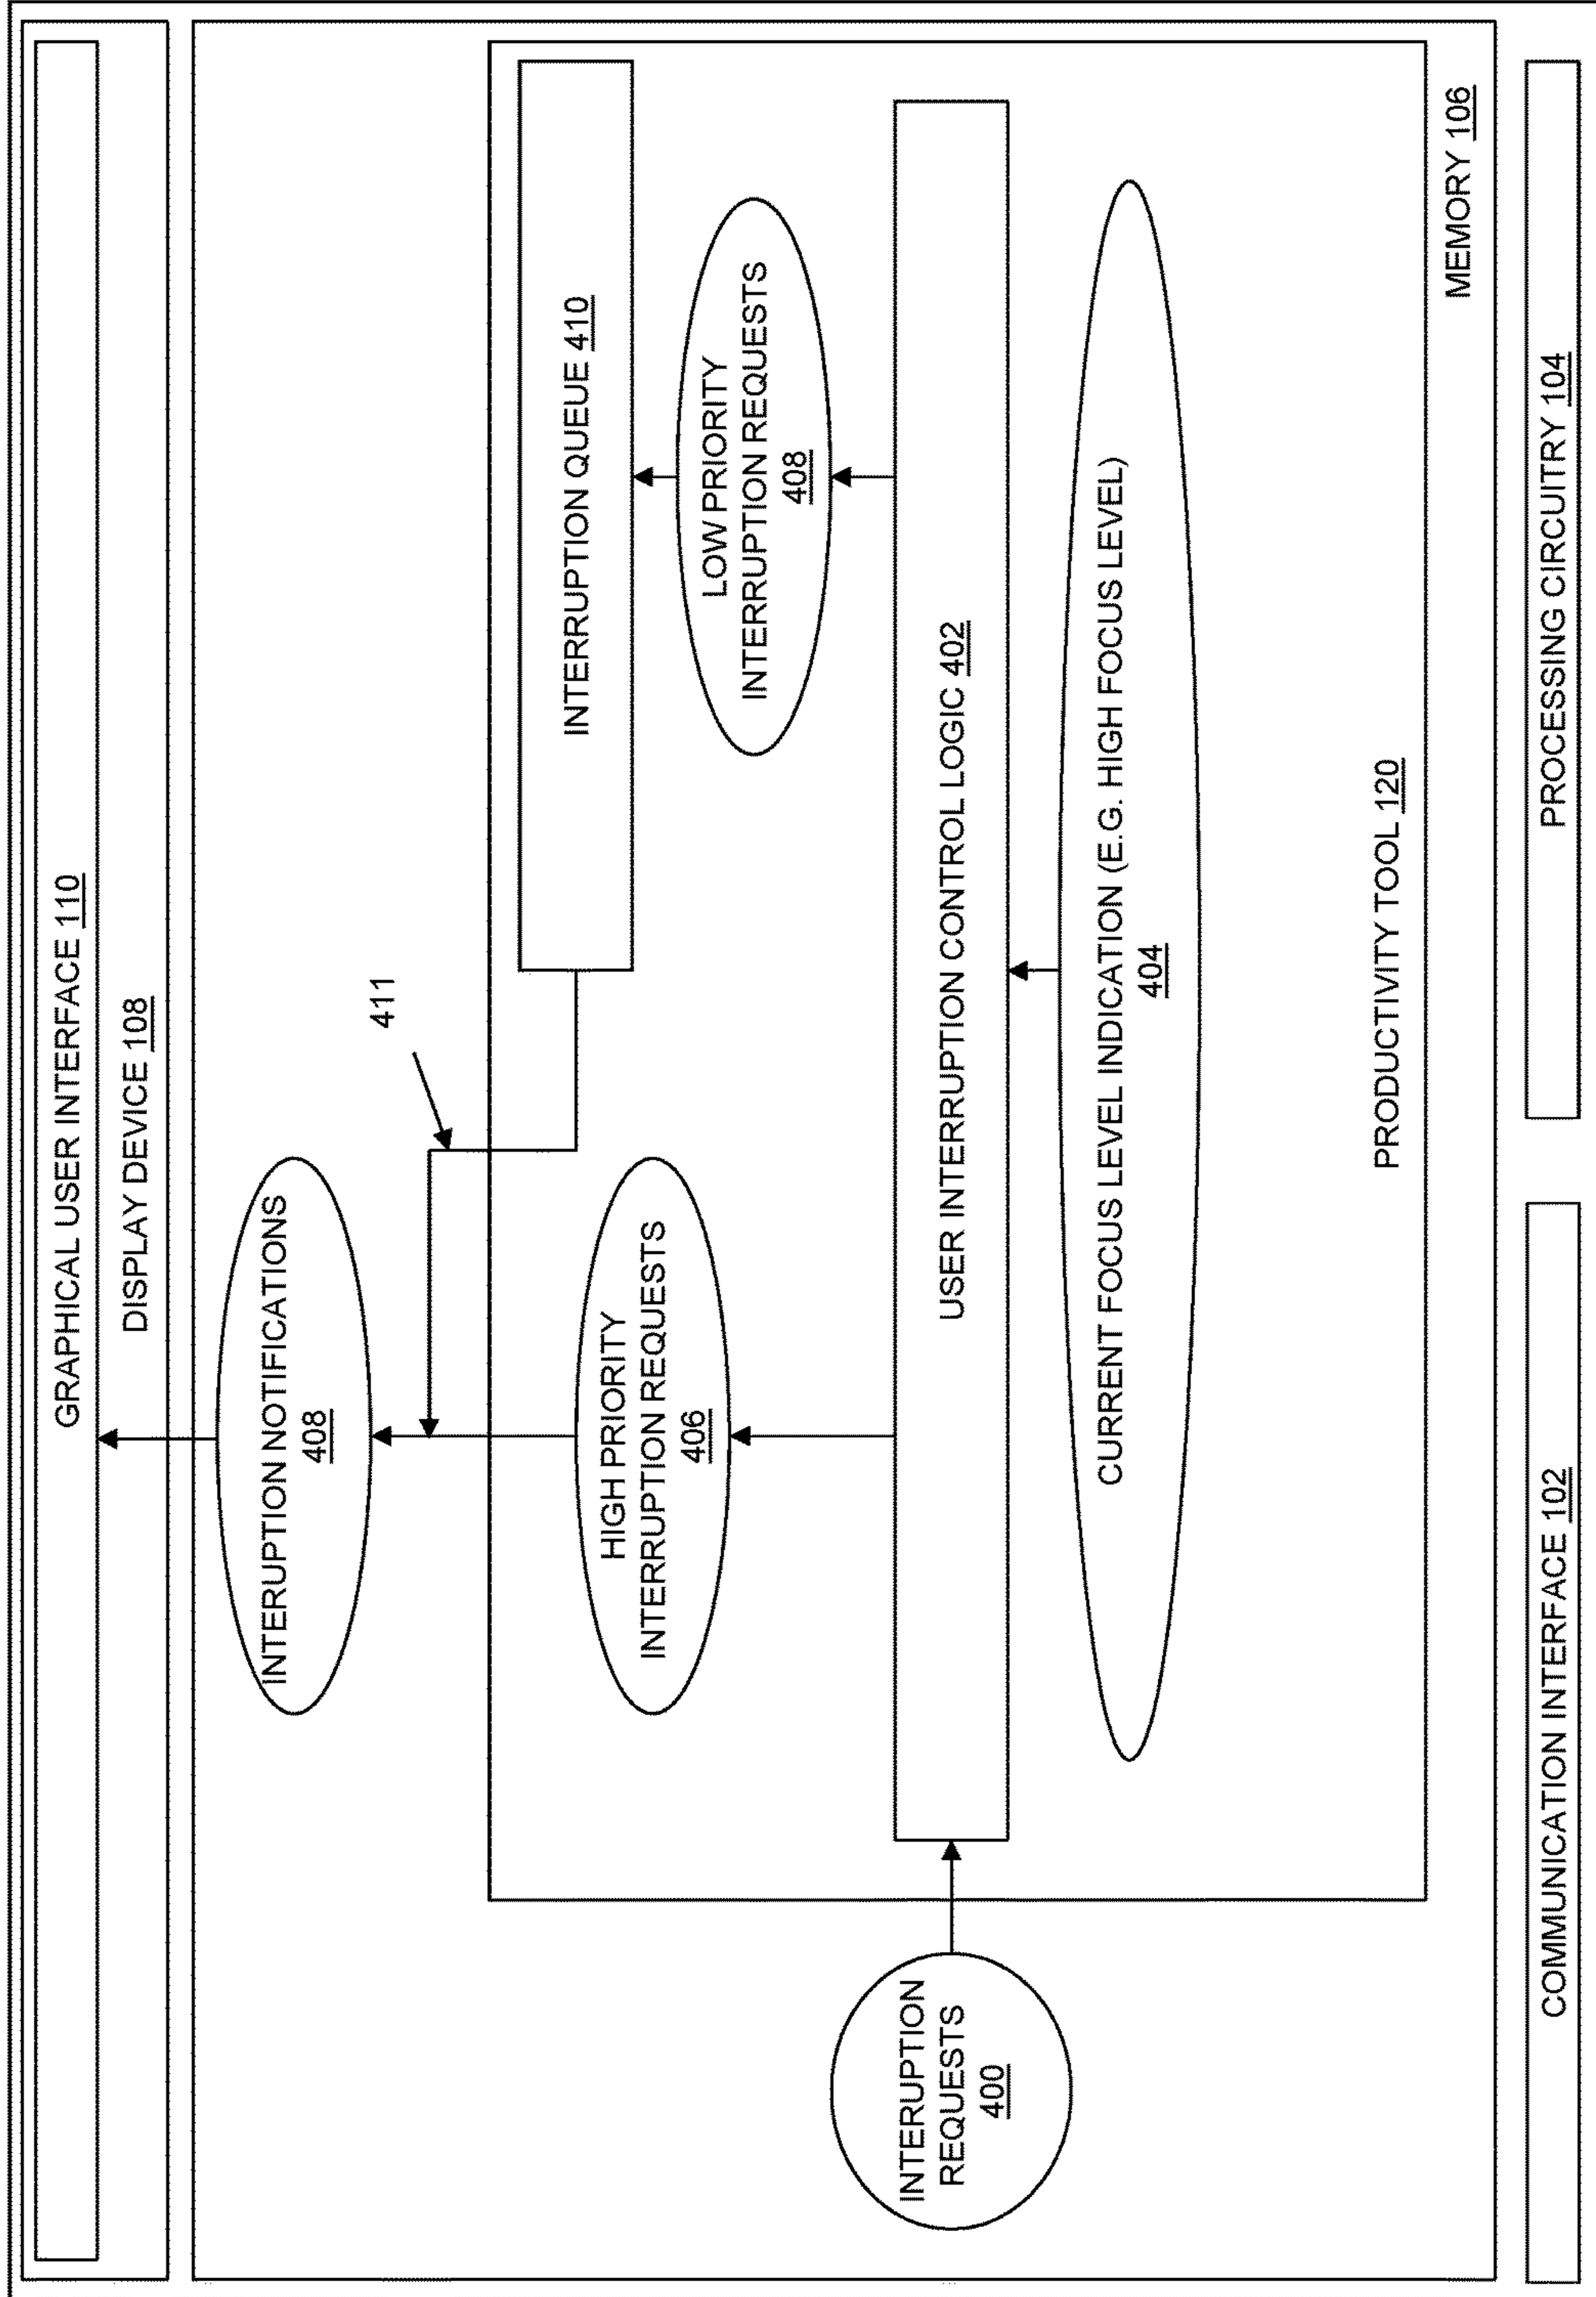 GRAPHICAL USER INTERFACE 110
DISPLAY DEVICE 108
INTERUPTION NOTIFICATIONS
408
411
HIGH PRIORITY
INTERRUPTION REQUESTS
406
INTERRUPTION QUEUE 410
LOW PRIORITY
INTERRUPTION REQUESTS
408
INTERUPTION
REQUESTS
400
USER INTERRUPTION CONTROL LOGIC 402
CURRENT FOCUS LEVEL INDICATION (E.G. HIGH FOCUS LEVEL)
404
PRODUCTIVITY TOOL 120
MEMORY 106
COMMUNICATION INTERFACE 102
PROCESSING CIRCUITRY 104